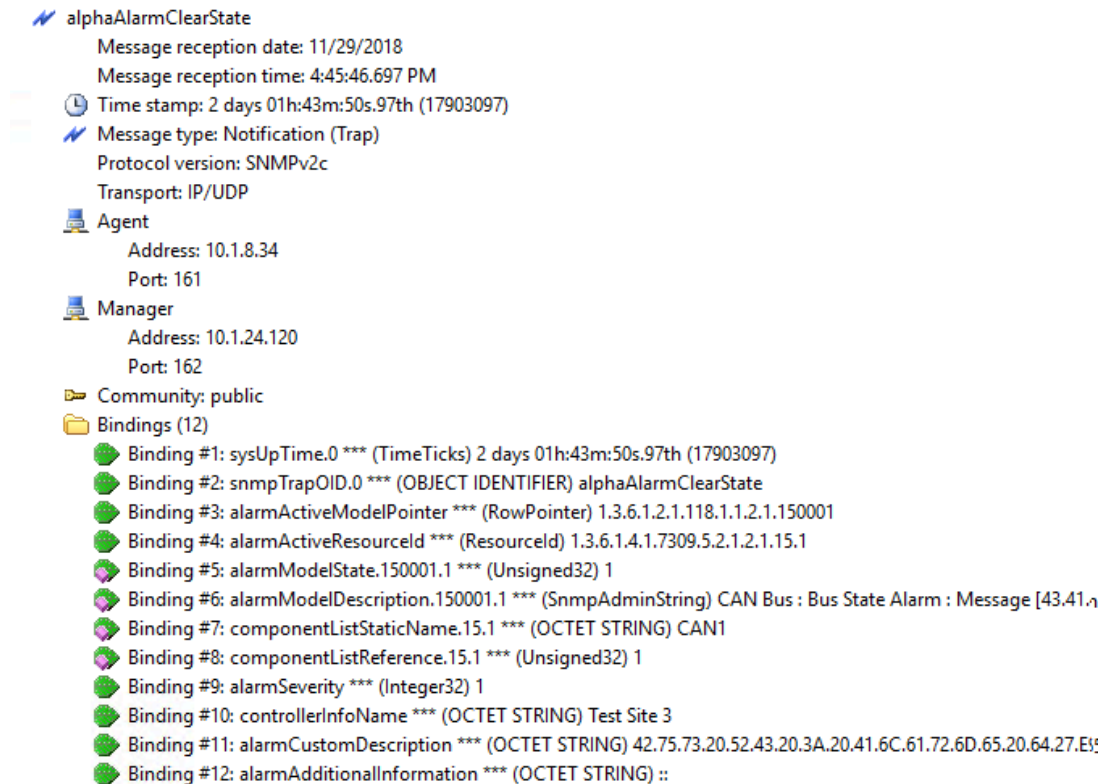 alphaAlarmClearState
Message reception date: 11/29/2018
Message reception time: 4:45:46.697 PM
Time stamp: 2 days 01h:43m:50s.97th (17903097)
Message type: Notification (Trap)
Protocol version: SNMPv2c
Transport: IP/UDP
Agent
Address: 10.1.8.34
Port: 161
Manager
Address: 10.1.24.120
Port: 162
Community: public
Bindings (12)
Binding #1: sysUpTime.0 *** (TimeTicks) 2 days 01h:43m:50s.97th (17903097)
Binding #2: snmpTrapOID.0 *** (OBJECT IDENTIFIER) alphaAlarmClearState
Binding #3: alarmActiveModelPointer *** (RowPointer) 1.3.6.1.2.1.118.1.1.2.1.150001
Binding #4: alarmActiveResourceId *** (ResourceId) 1.3.6.1.4.1.7309.5.2.1.2.1.15.1
Binding #5: alarmModelState.150001.1 *** (Unsigned32) 1
Binding #6: alarmModelDescription.150001.1 *** (SnmpAdminString) CAN Bus : Bus State Alarm : Message [43.41.
Binding #7: componentListStaticName.15.1 *** (OCTET STRING) CAN1
Binding #8: componentListReference.15.1 *** (Unsigned32) 1
Binding #9: alarmSeverity *** (Integer32) 1
Binding #10: controllerInfoName *** (OCTET STRING) Test Site 3
Binding #11: alarmCustomDescription *** (OCTET STRING) 42.75.73.20.52.43.20.3A.20.41.6C.61.72.6D.65.20.64.27.
Binding #12: alarmAdditionalInformation *** (OCTET STRING) ::